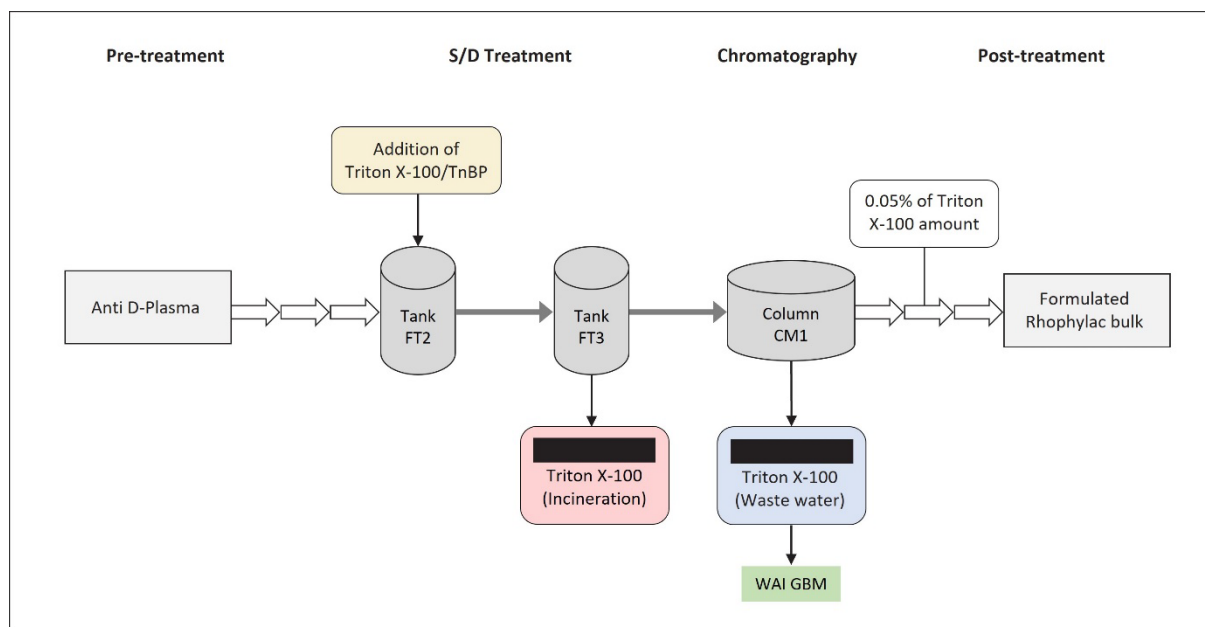 Pre-treatment
S/D Treatment
Chromatography
Post-treatment
Addition of
Triton X-100/TnBP
0.05% of Triton
X-100 amount
Anti D-Plasma
Tank
FT2
Tank
FT3
Column
CM1
Formulated
Rhophylac bulk
Triton X-100
(Incineration)
Triton X-100
(Waste water)
WAI GBM